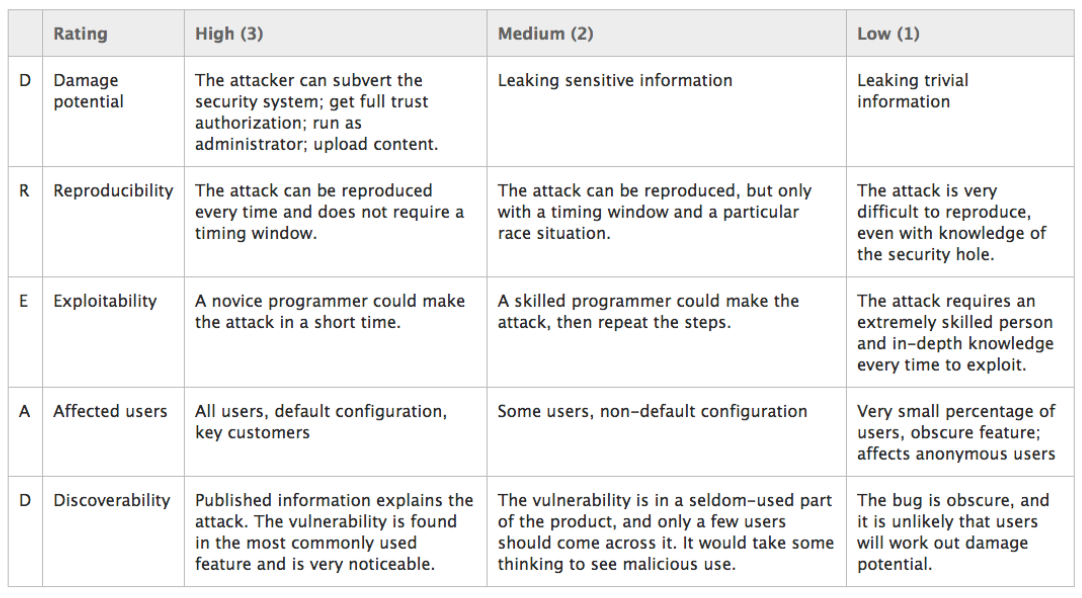 Rating High (3) Medium (2) Low (1)
D Damage potential
The attacker can subvert the
security system; get full trust
authorization; run as
administrator; upload content.
Leaking sensitive information
Leaking trivial
information
R Reproducibility
The attack can be reproduced
every time and does not require a
timing window.
The attack can be reproduced, but only
with a timing window and a particular
race situation.
The attack is very
difficult to reproduce,
even with knowledge of
the security hole.
E Exploitability
A novice programmer could make
the attack in a short time.
A skilled programmer could make the
attack, then repeat the steps.
The attack requires an
extremely skilled person
and in-depth knowledge
every time to exploit.
A Affected users
All users, default configuration,
key customers
Some users, non-default configuration
Very small percentage of
users, obscure feature;
affects anonymous users
D Discoverability
Published information explains the
attack. The vulnerability is found
in the most commonly used
feature and is very noticeable.
The vulnerability is in a seldom-used part
of the product, and only a few users
should come across it. It would take some
thinking to see malicious use.
The bug is obscure, and
it is unlikely that users
will work out damage
potential.